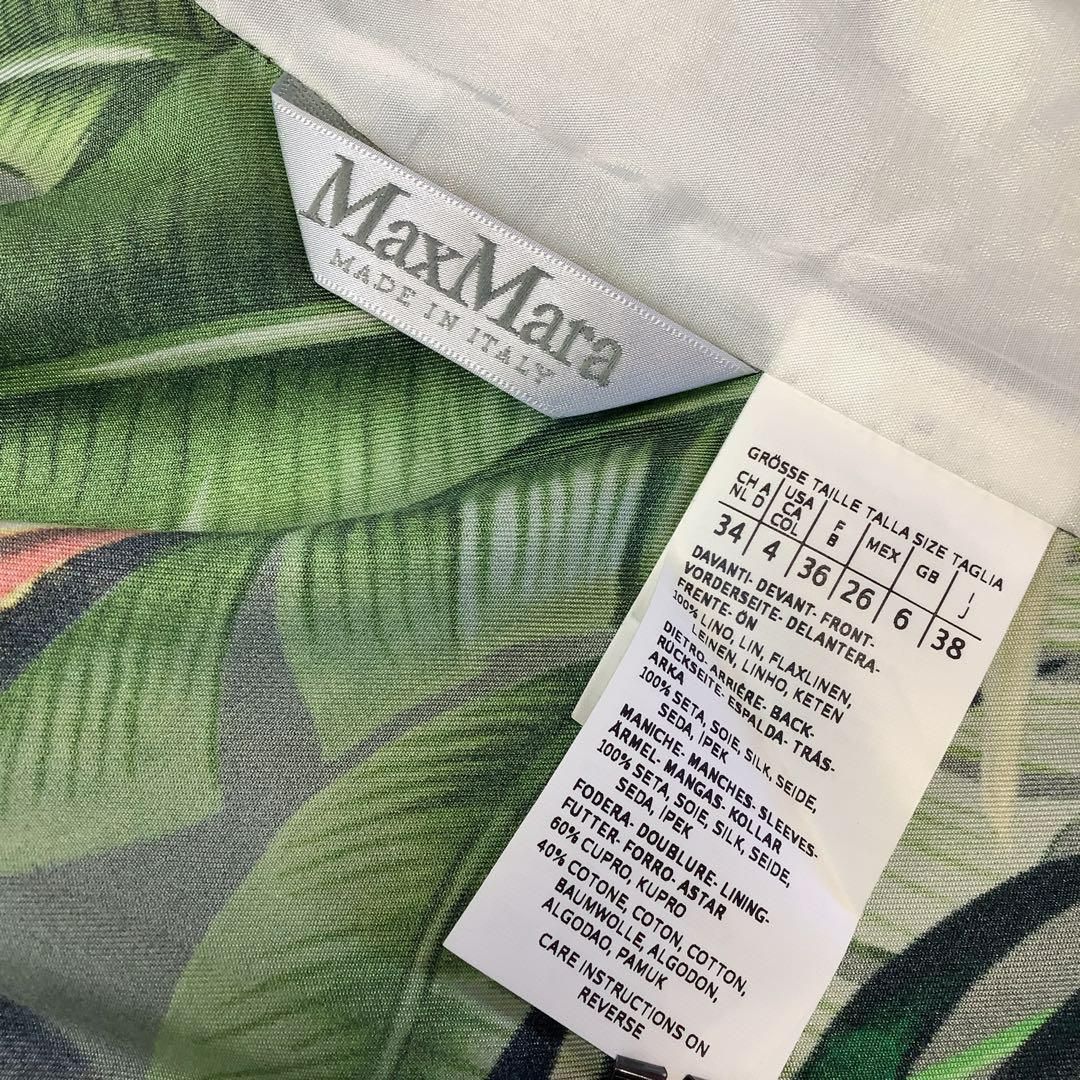 MaxMara
MADE IN ITALY
GRÖSSE TAILLE TALLA SIZE TAGLIA
CH A USA F MEX GB I
NL D CA B J
COL
34 4 36 26 6 38
DAVANTI- DEVANT- FRONT-
VORDERSEITE- DELANTERA-
FRENTE- ÖN
100% LINO, LIN, FLAXLINEN,
LEINEN, LINHO, KETEN
DIETRO- ARRIÈRE- BACK-
RÜCKSEITE- ESPALDA- TRÁS-
ARKA
100% SETA, SOIE, SILK, SEIDE,
SEDA, İPEK
MANICHE- MANCHES- SLEEVES-
ÄRMEL- MANGAS- KOLLAR
100% SETA, SOIE, SILK, SEIDE,
SEDA, İPEK
FODERA- DOUBLURE- LINING-
FUTTER- FORRO- ASTAR
60% CUPRO, KUPRO
40% COTONE, COTON, COTTON,
BAUMWOLLE, ALGODON,
ALGODAO, PAMUK
CARE INSTRUCTIONS ON
REVERSE